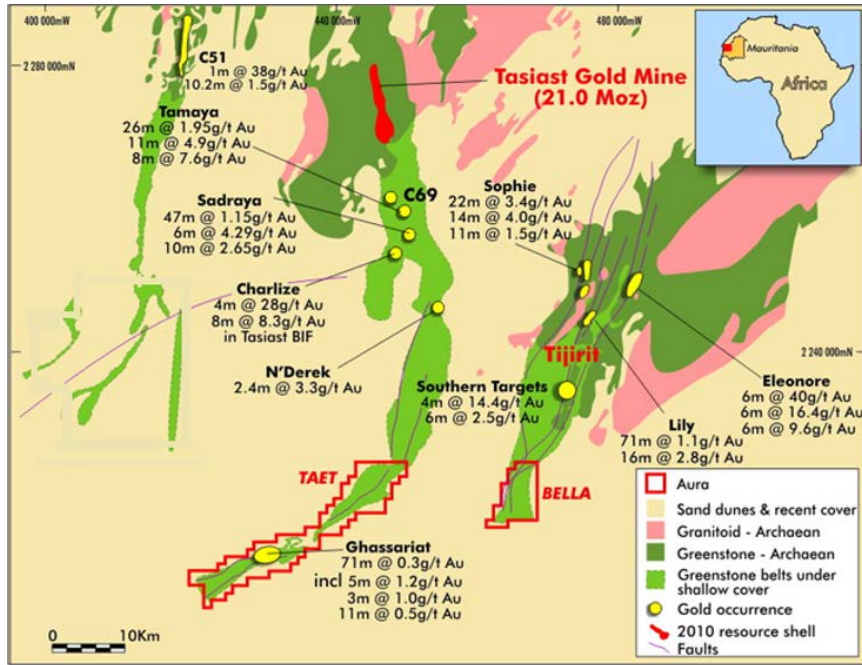 400 000mW
440 000mW
480 000mW
2 280 000mN
C51
1m @ 38g/t Au
10.2m @ 1.5g/t Au
Tamaya
26m @ 1.95g/t Au
11m @ 4.9g/t Au
8m @ 7.6g/t Au
Sadraya
47m @ 1.15g/t Au
6m @ 4.29g/t Au
10m @ 2.65g/t Au
Charlize
4m @ 28g/t Au
8m @ 8.3g/t Au
in Tasiast BIF
N'Derek
2.4m @ 3.3g/t Au
Tasiast Gold Mine
(21.0 Moz)
C69
Sophie
22m @ 3.4g/t Au
14m @ 4.0g/t Au
11m @ 1.5g/t Au
Mauritania
Africa
2 240 000mN
Tijirit
Southern Targets
4m @ 14.4g/t Au
6m @ 2.5g/t Au
Eleonore
6m @ 40g/t Au
6m @ 16.4g/t Au
6m @ 9.6g/t Au
Lily
71m @ 1.1g/t Au
16m @ 2.8g/t Au
TAET
BELLA
Ghassariat
71m @ 0.3g/t Au
incl 5m @ 1.2g/t Au
3m @ 1.0g/t Au
11m @ 0.5g/t Au
Aura
Sand dunes & recent cover
Granitoid - Archaean
Greenstone - Archaean
Greenstone belts under
shallow cover
Gold occurrence
2010 resource shell
Faults
0
10Km